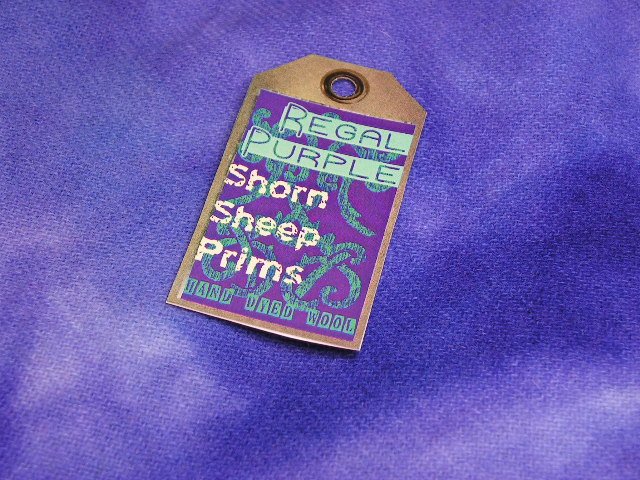 REGAL
PURPLE
Shorn
Sheep
Prims
HAND DYED WOOL